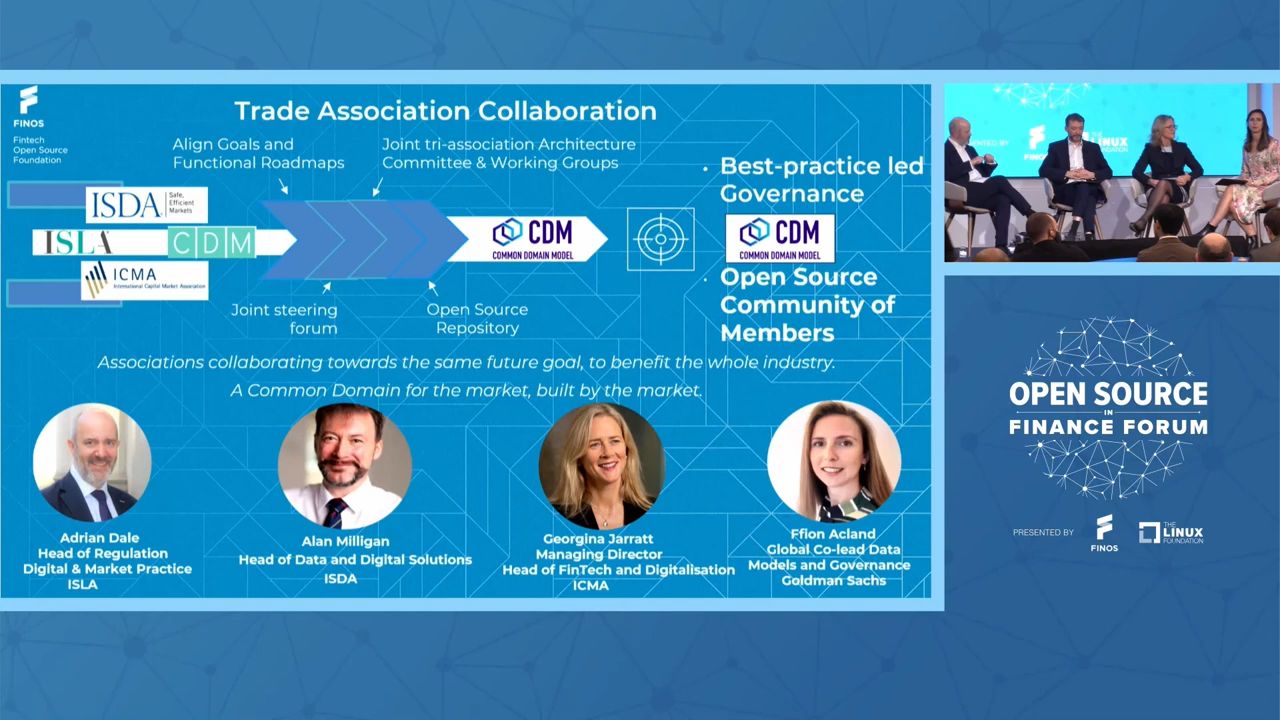 FINOS
Fintech
Open Source
Foundation
Trade Association Collaboration
Align Goals and
Functional Roadmaps
Joint tri-association Architecture
Committee & Working Groups
ISDA
Safe,
Efficient
Markets
ISLA
CDM
ICMA
International Capital Market Association
CDM
COMMON DOMAIN MODEL
• Best-practice led
Governance
CDM
COMMON DOMAIN MODEL
• Open Source
Community of
Members
Joint steering
forum
Open Source
Repository
Associations collaborating towards the same future goal, to benefit the whole industry.
A Common Domain for the market, built by the market.
Adrian Dale
Head of Regulation
Digital & Market Practice
ISLA
Alan Milligan
Head of Data and Digital Solutions
ISDA
Georgina Jarratt
Managing Director
Head of FinTech and Digitalisation
ICMA
Ffion Acland
Global Co-lead Data
Models and Governance
Goldman Sachs
THE
LINUX
FOUNDATION
OPEN SOURCE
IN
FINANCE FORUM
PRESENTED BY
FINOS
THE
LINUX
FOUNDATION